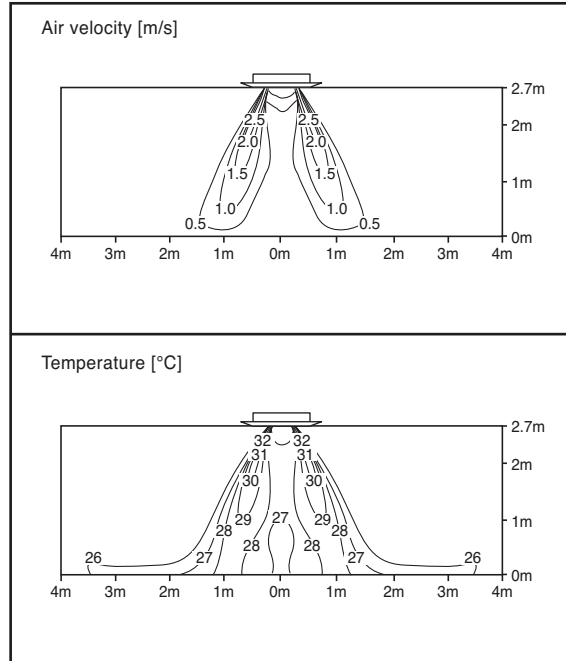 Air velocity [m/s]
2.7m
2.5 2.5 2m
2.0 2.0
1.5 1.5 1m
1.0 1.0
0.5 0.5 0m
4m 3m 2m 1m 0m 1m 2m 3m 4m
Temperature [°C]
2.7m
32 32
31 31 2m
30 30
29 27 29 1m
28 28
28 28
26 27 27 26
0m
4m 3m 2m 1m 0m 1m 2m 3m 4m